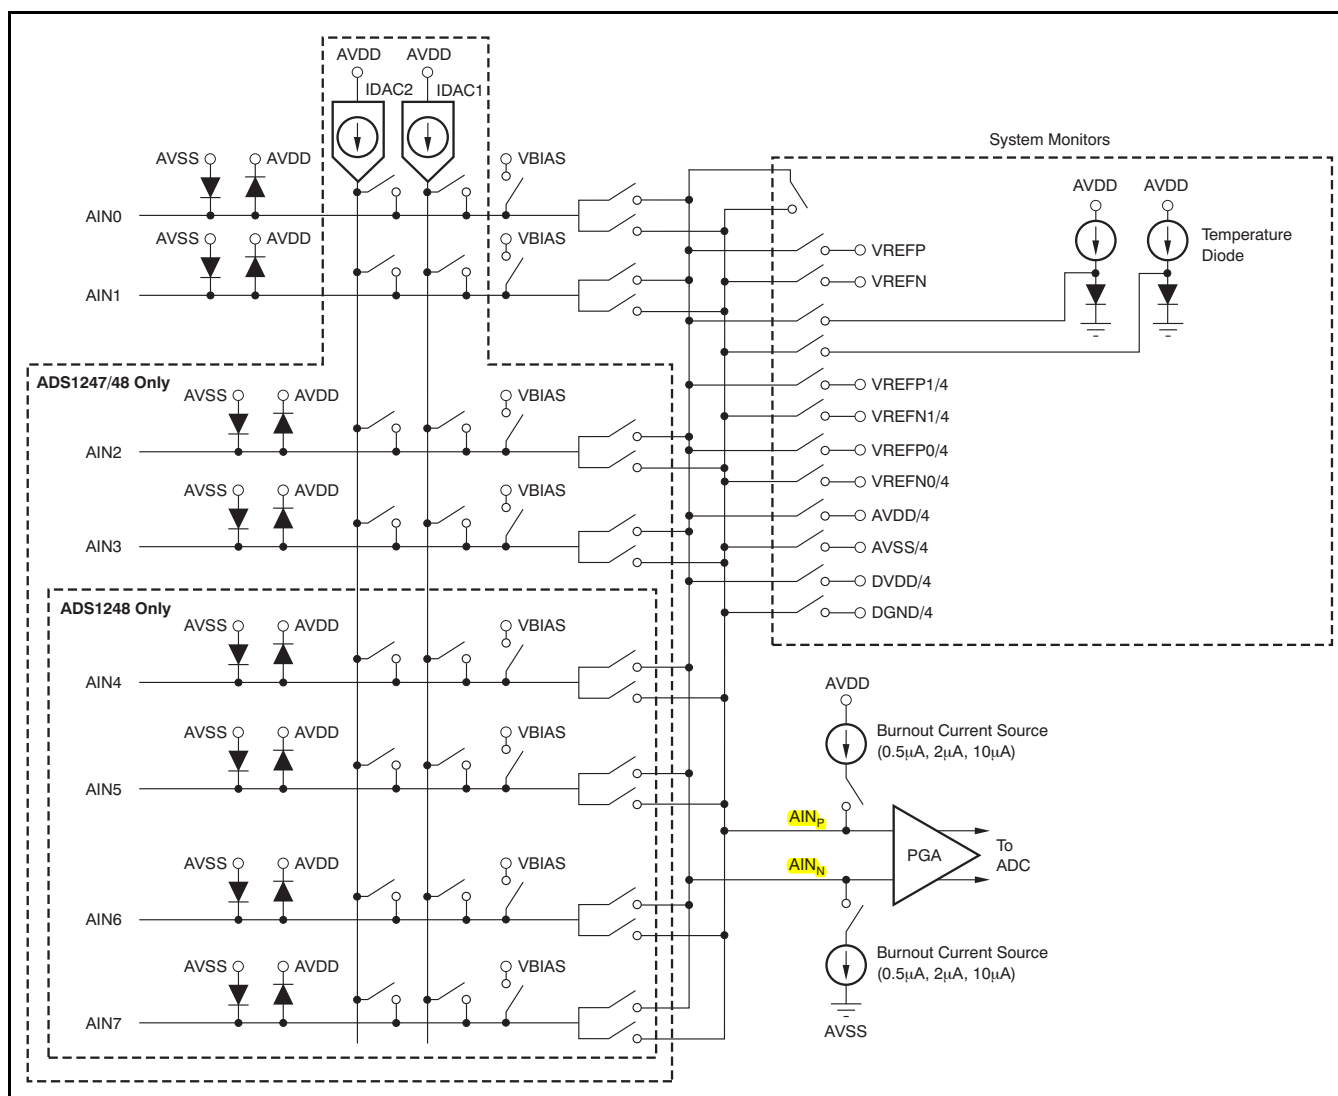 AVDD AVDD
IDAC2 IDAC1
System Monitors
AVSS AVDD VBIAS
AIN0
AVDD AVDD
Temperature
Diode
AVSS AVDD VBIAS
AIN1
VREFP
VREFN
ADS1247/48 Only
AVSS AVDD VBIAS
AIN2
VREFP1/4
VREFN1/4
VREFP0/4
VREFN0/4
AVSS AVDD VBIAS
AIN3
AVDD/4
AVSS/4
DVDD/4
DGND/4
ADS1248 Only
AVSS AVDD VBIAS
AIN4
AVDD
Burnout Current Source
(0.5μA, 2μA, 10μA)
AVSS AVDD VBIAS
AIN5
AINP
PGA
To
ADC
AINN
AVSS AVDD VBIAS
AIN6
Burnout Current Source
(0.5μA, 2μA, 10μA)
AVSS
AVSS AVDD VBIAS
AIN7